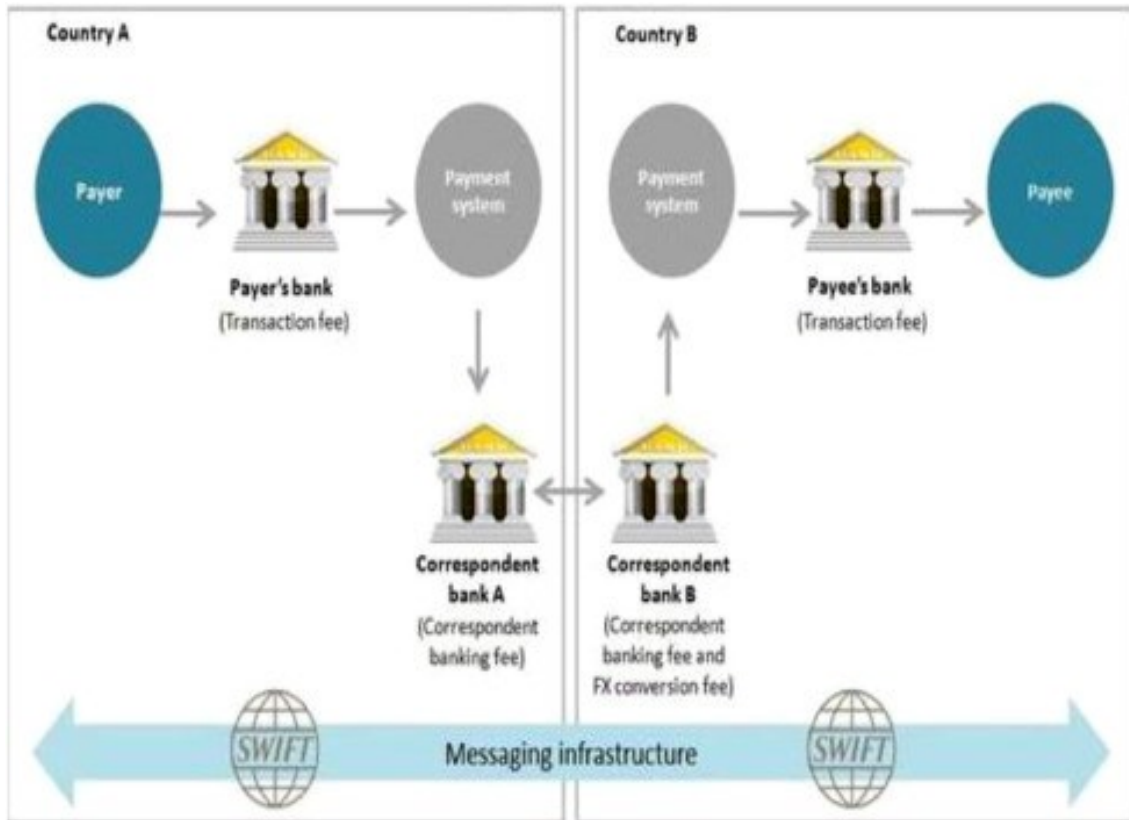 Country A
Country B
Payer
Payment
system
Payment
system
Payee
Payer's bank
(Transaction fee)
Payee's bank
(Transaction fee)
Correspondent
bank A
(Correspondent
banking fee)
Correspondent
bank B
(Correspondent
banking fee and
FX conversion fee)
SWIFT
Messaging infrastructure
SWIFT